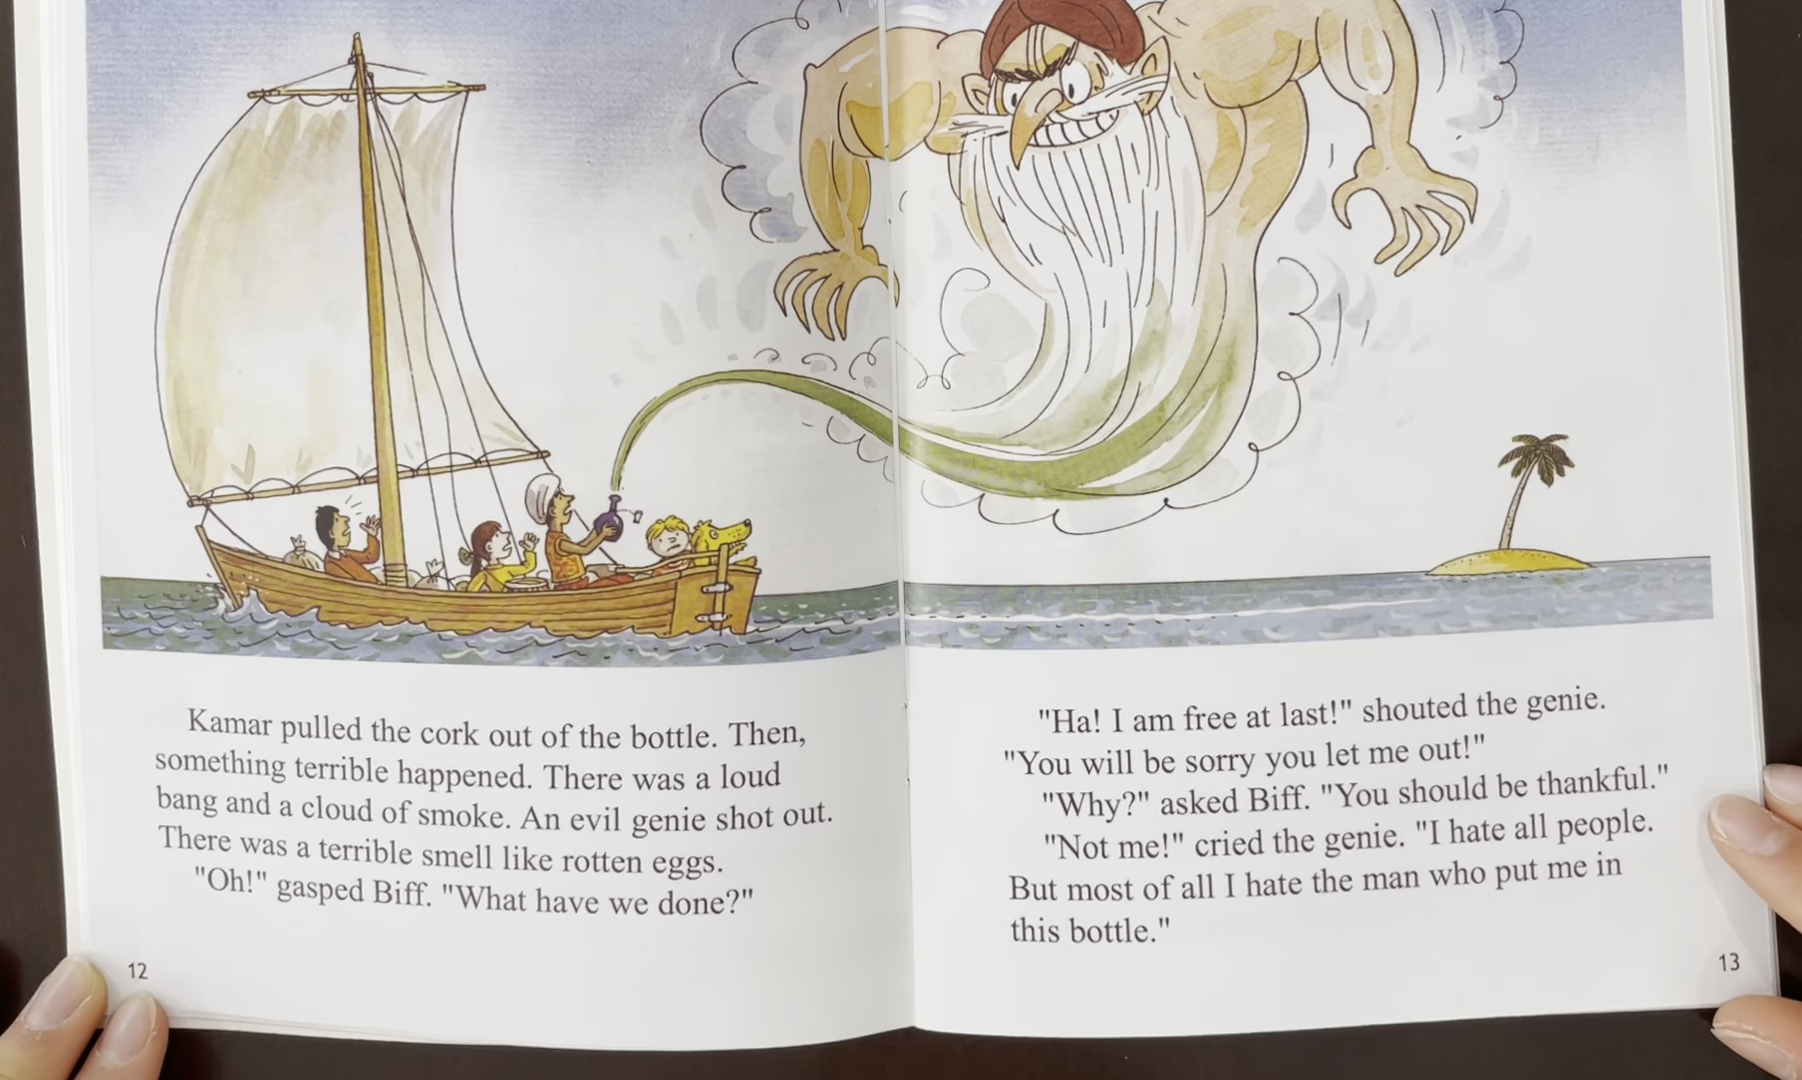 Kamar pulled the cork out of the bottle. Then,
something terrible happened. There was a loud
bang and a cloud of smoke. An evil genie shot out.
There was a terrible smell like rotten eggs.
"Oh!" gasped Biff. "What have we done?"
12
"Ha! I am free at last!" shouted the genie.
"You will be sorry you let me out!"
"Why?" asked Biff. "You should be thankful."
"Not me!" cried the genie. "I hate all people.
But most of all I hate the man who put me in
this bottle."
13